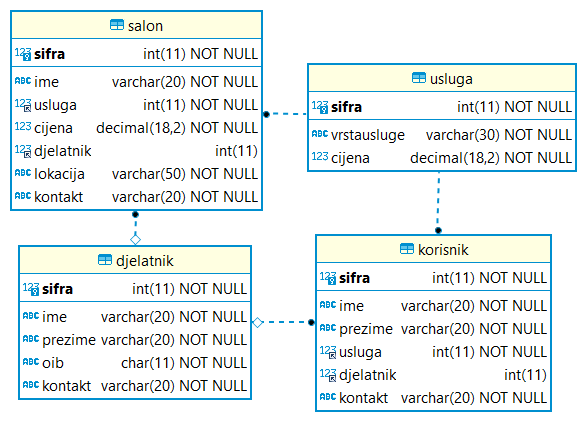 salon
123 sifra int(11) NOT NULL
ABC ime varchar(20) NOT NULL
123 usluga int(11) NOT NULL
123 cijena decimal(18,2) NOT NULL
123 djelatnik int(11)
ABC lokacija varchar(50) NOT NULL
ABC kontakt varchar(20) NOT NULL
usluga
123 sifra int(11) NOT NULL
ABC vrstausluge varchar(30) NOT NULL
123 cijena decimal(18,2) NOT NULL
djelatnik
123 sifra int(11) NOT NULL
ABC ime varchar(20) NOT NULL
ABC prezime varchar(20) NOT NULL
ABC oib char(11) NOT NULL
ABC kontakt varchar(20) NOT NULL
korisnik
123 sifra int(11) NOT NULL
ABC ime varchar(20) NOT NULL
ABC prezime varchar(20) NOT NULL
123 usluga int(11) NOT NULL
123 djelatnik int(11)
ABC kontakt varchar(20) NOT NULL